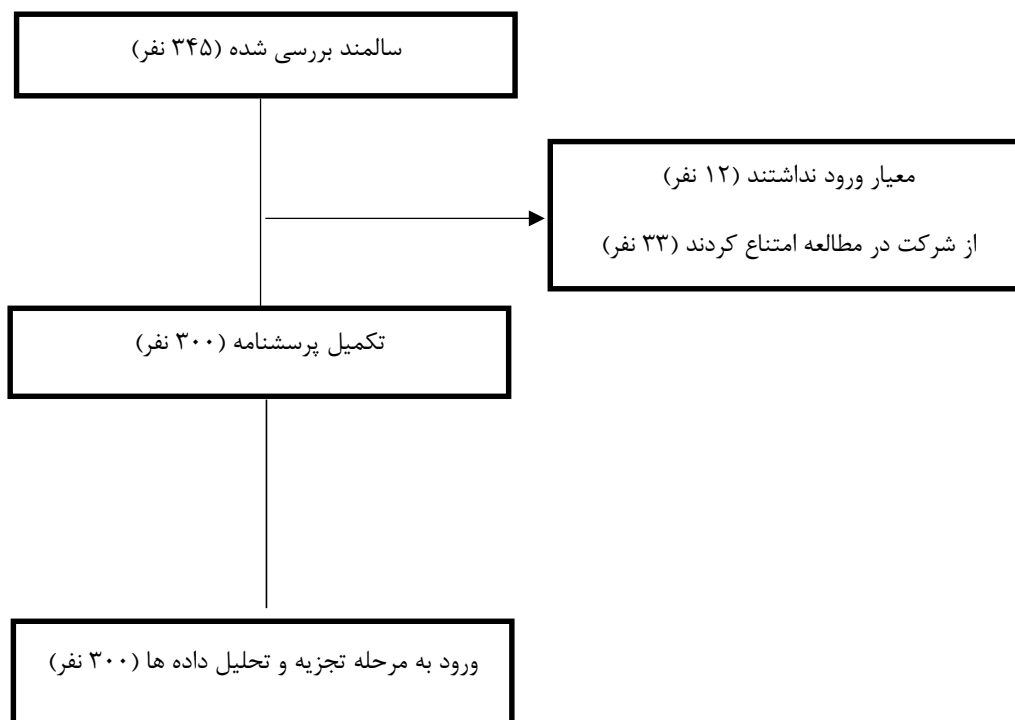 سالمند بررسی شده (۳۴۵ نفر)
معیار ورود نداشتند (۱۲ نفر)
از شرکت در مطالعه امتناع کردند (۳۳ نفر)
تکمیل پرسشنامه (۳۰۰ نفر)
ورود به مرحله تجزیه و تحلیل داده ها (۳۰۰ نفر)